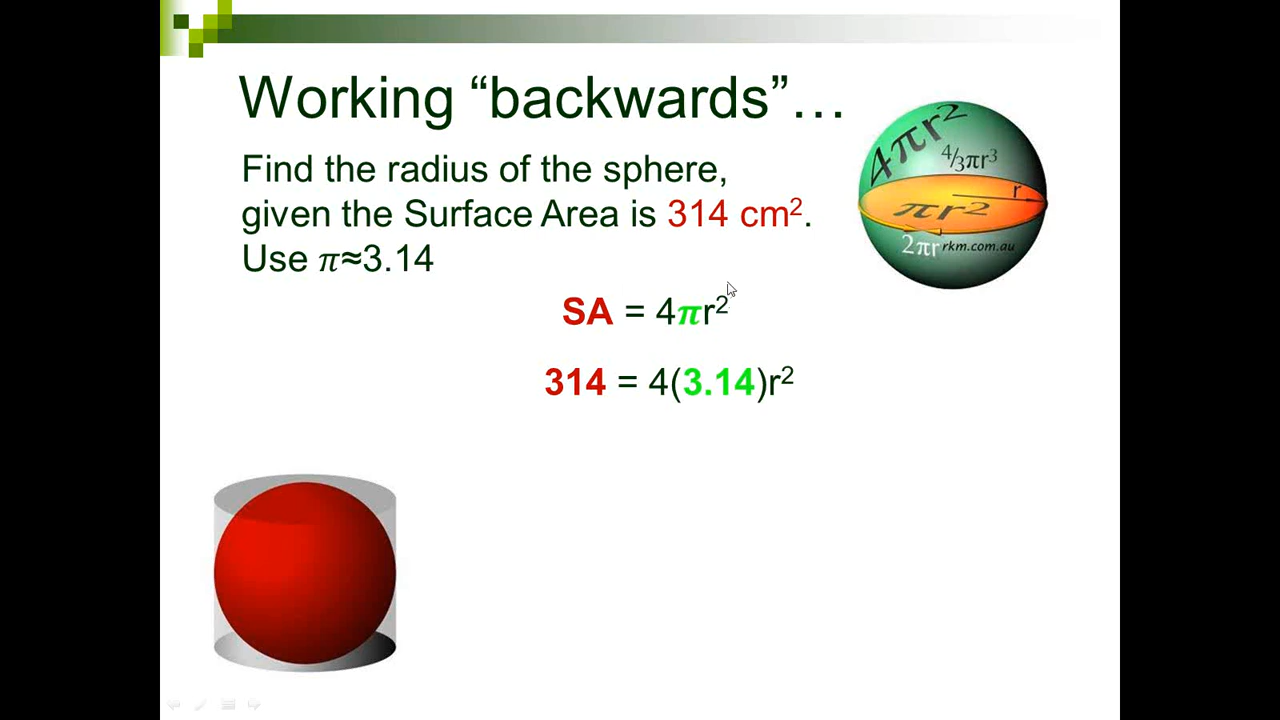 Working “backwards”…
Find the radius of the sphere,
given the Surface Area is 314 cm².
Use π≈3.14
SA = 4πr²
314 = 4(3.14)r²
4πr²
4/3πr³
r
πr²
2πr rkm.com.au